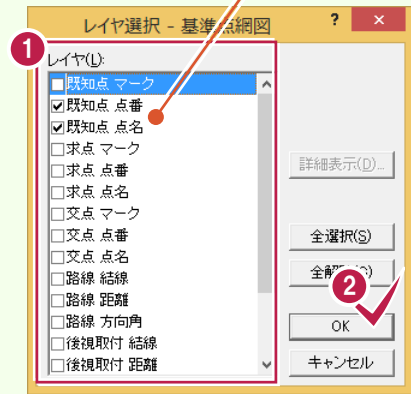 レイヤ選択 - 基準点網図
? ×
1
レイヤ(L):
既知点 マーク
既知点 点番
既知点 点名
求点 マーク
求点 点番
求点 点名
交点 マーク
交点 点番
交点 点名
路線 結線
路線 距離
路線 方向角
後視取付 結線
後視取付 距離
詳細表示(D)...
全選択(S)
2
OK
キャンセル